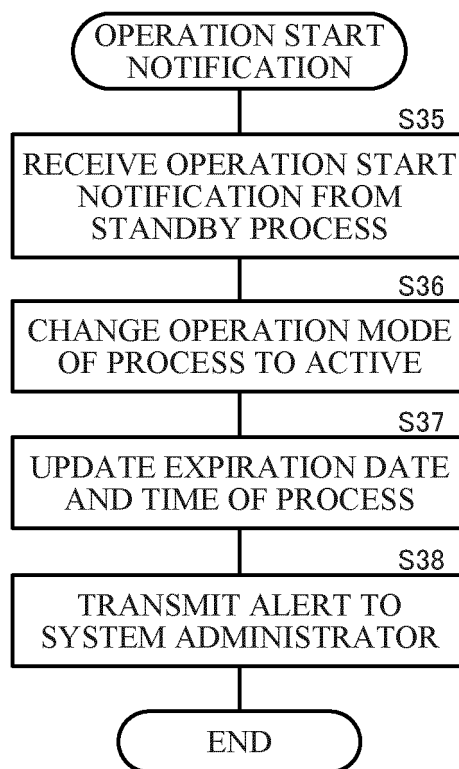 OPERATION START
NOTIFICATION
S35
RECEIVE OPERATION START
NOTIFICATION FROM
STANDBY PROCESS
S36
CHANGE OPERATION MODE
OF PROCESS TO ACTIVE
S37
UPDATE EXPIRATION DATE
AND TIME OF PROCESS
S38
TRANSMIT ALERT TO
SYSTEM ADMINISTRATOR
END